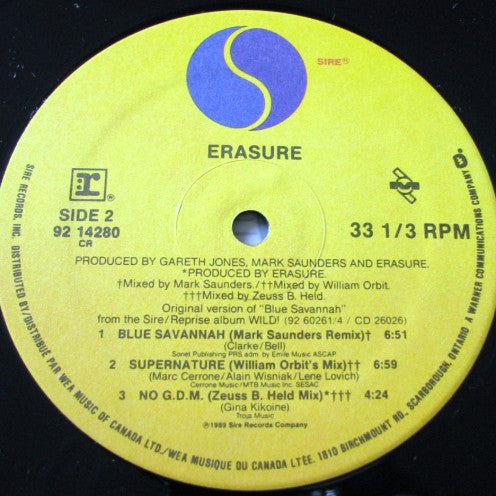 SIRE®
ERASURE
R®
SIDE 2
92 14280
CR
33 1/3 RPM
PRODUCED BY GARETH JONES, MARK SAUNDERS AND ERASURE.
*PRODUCED BY ERASURE.
†Mixed by Mark Saunders./††Mixed by William Orbit.
†††Mixed by Zeuss B. Held.
Original version of "Blue Savannah"
from the Sire/Reprise album WILD! (92 60261/4 / CD 26026)
1 BLUE SAVANNAH (Mark Saunders Remix)† 6:51
(Clarke/Bell)
Sonet Publishing PRS adm. by Emile Music ASCAP
2 SUPERNATURE (William Orbit's Mix)†† 6:59
(Marc Cerrone/Alain Wisniak/Lene Lovich)
Cerrone Music/MTB Music Inc. SESAC
3 NO G.D.M. (Zeuss B. Held Mix)*††† 4:24
(Gina Kikoine)
Troja Music
℗1989 Sire Records Company
SIRE RECORDS, INC. DISTRIBUTED BY/DISTRIBUÉ PAR WEA MUSIC OF CANADA LTD./WEA MUSIQUE DU CANADA LTÉE. 1810 BIRCHMOUNT RD., SCARBOROUGH, ONTARIO A WARNER COMMUNICATIONS COMPANY